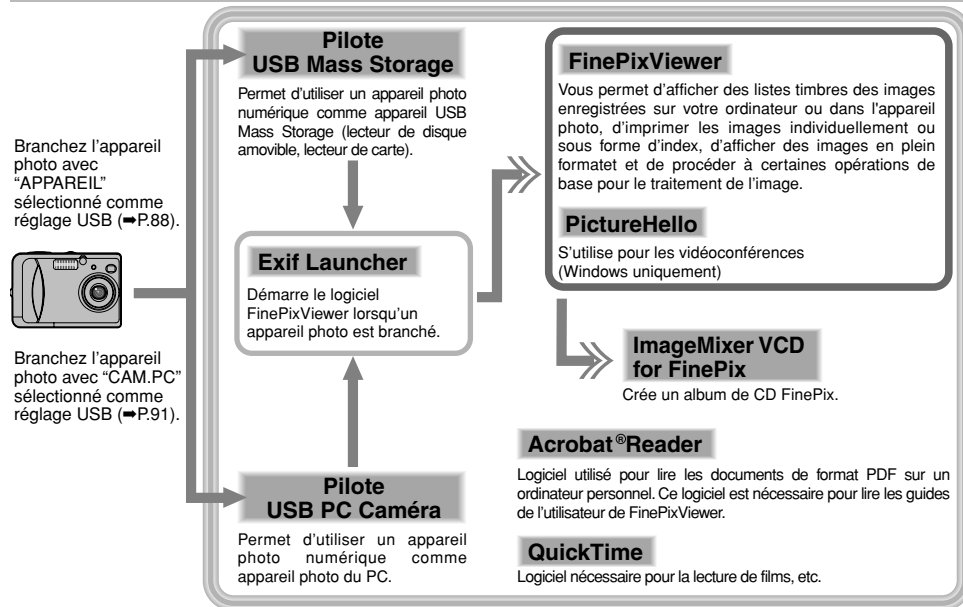 Branchez l'appareil
photo avec
“APPAREIL”
sélectionné comme
réglage USB (➡P.88).
Branchez l'appareil
photo avec “CAM.PC”
sélectionné comme
réglage USB (➡P.91).
Pilote
USB Mass Storage
Permet d'utiliser un appareil photo
numérique comme appareil USB
Mass Storage (lecteur de disque
amovible, lecteur de carte).
Exif Launcher
Démarre le logiciel
FinePixViewer lorsqu'un
appareil photo est branché.
Pilote
USB PC Caméra
Permet d'utiliser un appareil
photo numérique comme
appareil photo du PC.
FinePixViewer
Vous permet d'afficher des listes timbres des images
enregistrées sur votre ordinateur ou dans l'appareil
photo, d'imprimer les images individuellement ou
sous forme d'index, d'afficher des images en plein
formatet et de procéder à certaines opérations de
base pour le traitement de l'image.
PictureHello
S'utilise pour les vidéoconférences
(Windows uniquement)
ImageMixer VCD
for FinePix
Crée un album de CD FinePix.
Acrobat®Reader
Logiciel utilisé pour lire les documents de format PDF sur un
ordinateur personnel. Ce logiciel est nécessaire pour lire les guides
de l'utilisateur de FinePixViewer.
QuickTime
Logiciel nécessaire pour la lecture de films, etc.